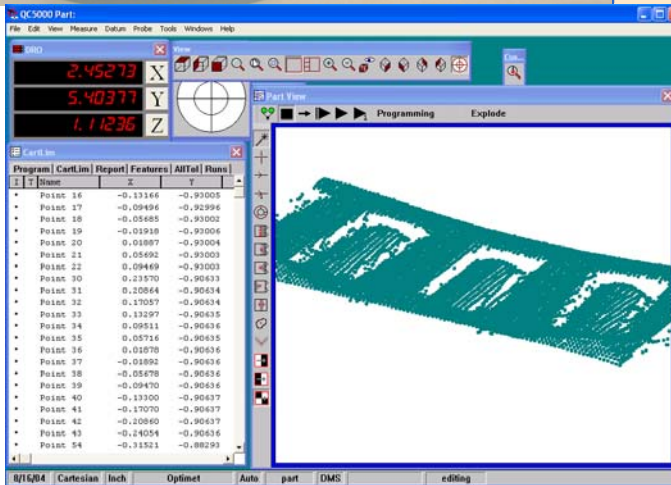 QC5000 Part:
File Edit View Measure Datum Probe Tools Windows Help
DRO
2.45273 X
5.40377 Y
1.11236 Z
View
Con...
Part View
Programming Explode
CartLim
Program CartLim Report Features AllTol Runs
I T Name X Y
Point 16 -0.13166 -0.93005
Point 17 -0.09496 -0.92996
Point 18 -0.05685 -0.93002
Point 19 -0.01918 -0.93006
Point 20 0.01887 -0.93004
Point 21 0.05692 -0.93003
Point 22 0.09469 -0.93003
Point 30 0.23570 -0.90633
Point 31 0.20864 -0.90634
Point 32 0.17057 -0.90634
Point 33 0.13297 -0.90635
Point 34 0.09511 -0.90636
Point 35 0.05716 -0.90635
Point 36 0.01878 -0.90636
Point 37 -0.01892 -0.90636
Point 38 -0.05678 -0.90636
Point 39 -0.09470 -0.90636
Point 40 -0.13300 -0.90637
Point 41 -0.17070 -0.90637
Point 42 -0.20860 -0.90637
Point 43 -0.24054 -0.90636
Point 54 -0.31521 -0.88293
8/16/04 Cartesian Inch Optimet Auto part DMS editing